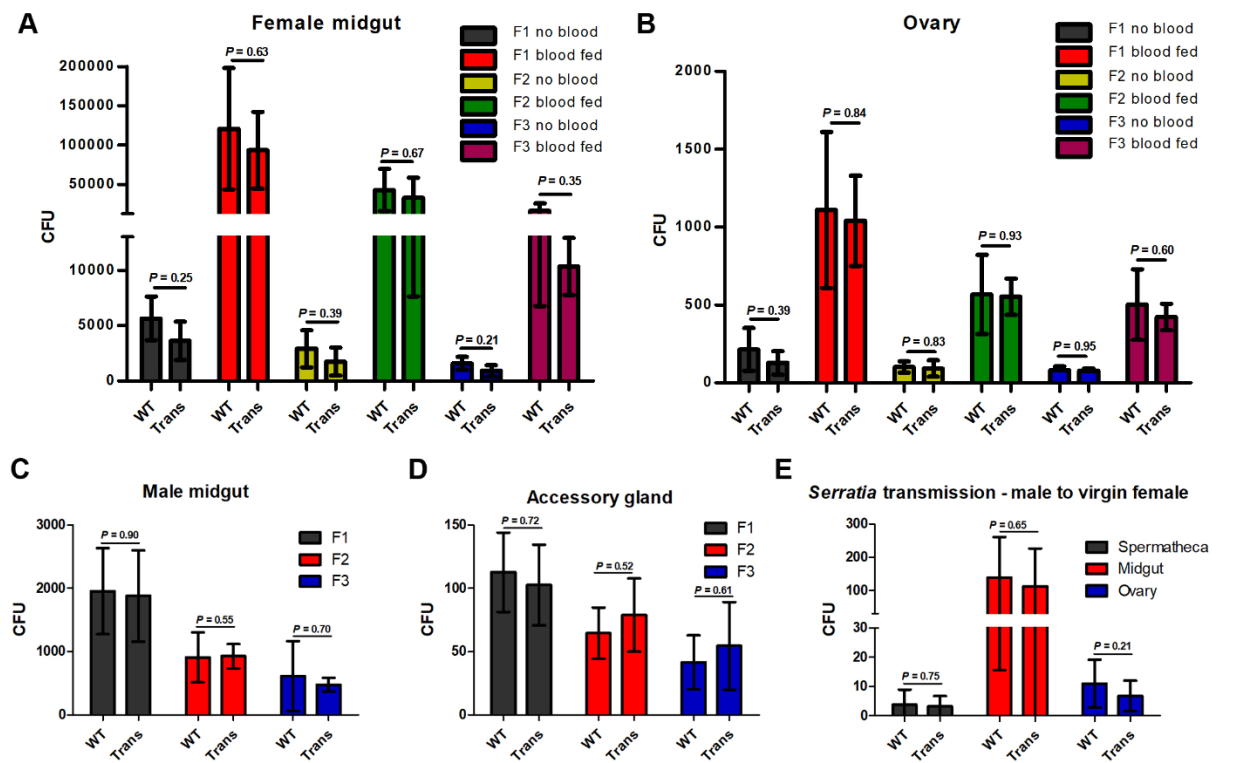 A
Female midgut
F1 no blood
F1 blood fed
F2 no blood
F2 blood fed
F3 no blood
F3 blood fed
CFU
200000
150000
100000
50000
10000
5000
0
P = 0.25
P = 0.63
P = 0.39
P = 0.67
P = 0.21
P = 0.35
WT
Trans
WT
Trans
WT
Trans
WT
Trans
WT
Trans
WT
Trans
B
Ovary
F1 no blood
F1 blood fed
F2 no blood
F2 blood fed
F3 no blood
F3 blood fed
CFU
2000
1500
1000
500
0
P = 0.39
P = 0.84
P = 0.83
P = 0.93
P = 0.95
P = 0.60
WT
Trans
WT
Trans
WT
Trans
WT
Trans
WT
Trans
WT
Trans
C
Male midgut
F1
F2
F3
CFU
3000
2000
1000
0
P = 0.90
P = 0.55
P = 0.70
WT
Trans
WT
Trans
WT
Trans
D
Accessory gland
F1
F2
F3
CFU
150
100
50
0
P = 0.72
P = 0.52
P = 0.61
WT
Trans
WT
Trans
WT
Trans
E
Serratia transmission - male to virgin female
Spermatheca
Midgut
Ovary
CFU
300
200
100
30
20
10
0
P = 0.75
P = 0.65
P = 0.21
WT
Trans
WT
Trans
WT
Trans